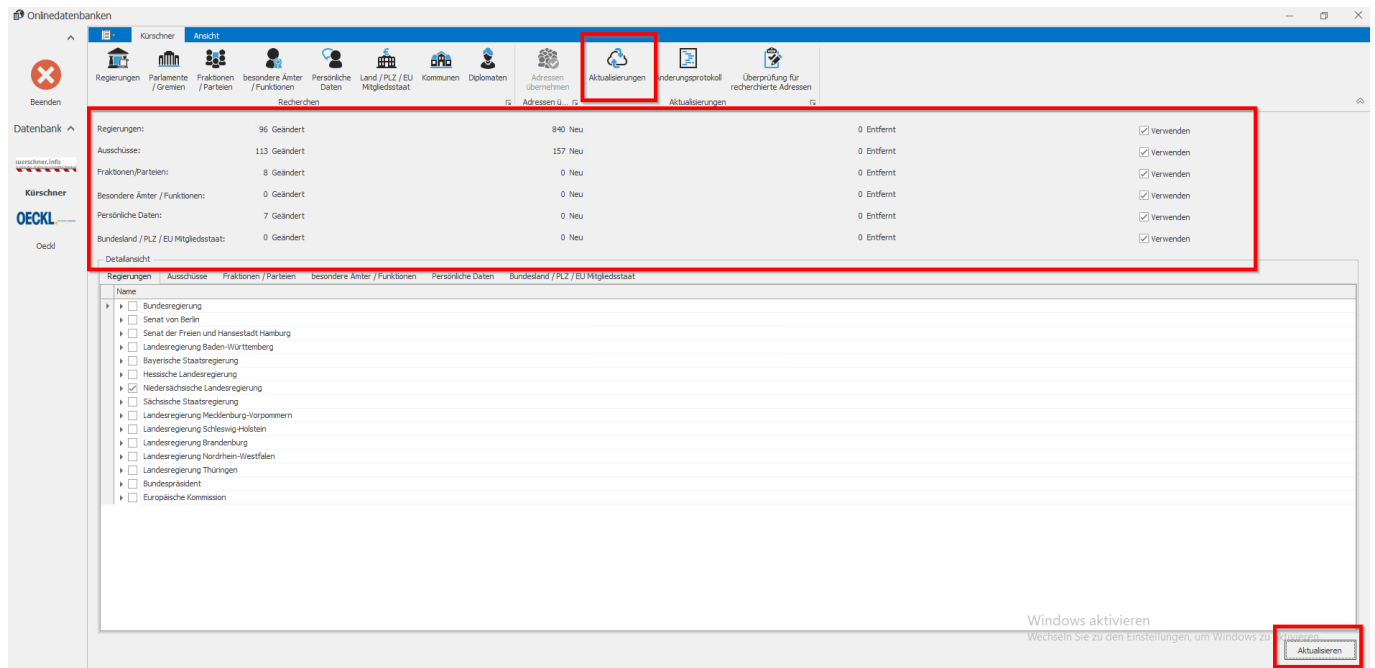 Onlinedatenbanken
Kürschner Ansicht
Beenden
Regierungen
Parlamente / Gremien
Fraktionen / Parteien
besondere Ämter / Funktionen
Persönliche Daten
Land / PLZ / EU Mitgliedsstaat
Kommunen
Diplomaten
Adressen übernehmen
Aktualisierungen
Änderungsprotokoll
Überprüfung für recherchierte Adressen
Recherchen Adressen ü... Aktualisierungen
Datenbank
uerschner.info
Kürschner
OECKL
Oeckl
Regierungen: 96 Geändert 840 Neu 0 Entfernt Verwenden
Ausschüsse: 113 Geändert 157 Neu 0 Entfernt Verwenden
Fraktionen/Parteien: 8 Geändert 0 Neu 0 Entfernt Verwenden
Besondere Ämter / Funktionen: 0 Geändert 0 Neu 0 Entfernt Verwenden
Persönliche Daten: 7 Geändert 0 Neu 0 Entfernt Verwenden
Bundesland / PLZ / EU Mitgliedsstaat: 0 Geändert 0 Neu 0 Entfernt Verwenden
Detailansicht
Regierungen Ausschüsse Fraktionen / Parteien besondere Ämter / Funktionen Persönliche Daten Bundesland / PLZ / EU Mitgliedsstaat
Name
Bundesregierung
Senat von Berlin
Senat der Freien und Hansestadt Hamburg
Landesregierung Baden-Württemberg
Bayerische Staatsregierung
Hessische Landesregierung
Niedersächsische Landesregierung
Sächsische Staatsregierung
Landesregierung Mecklenburg-Vorpommern
Landesregierung Schleswig-Holstein
Landesregierung Brandenburg
Landesregierung Nordrhein-Westfalen
Landesregierung Thüringen
Bundespräsident
Europäische Kommission
Windows aktivieren
Wechseln Sie zu den Einstellungen, um Windows zu aktivieren.
Aktualisieren